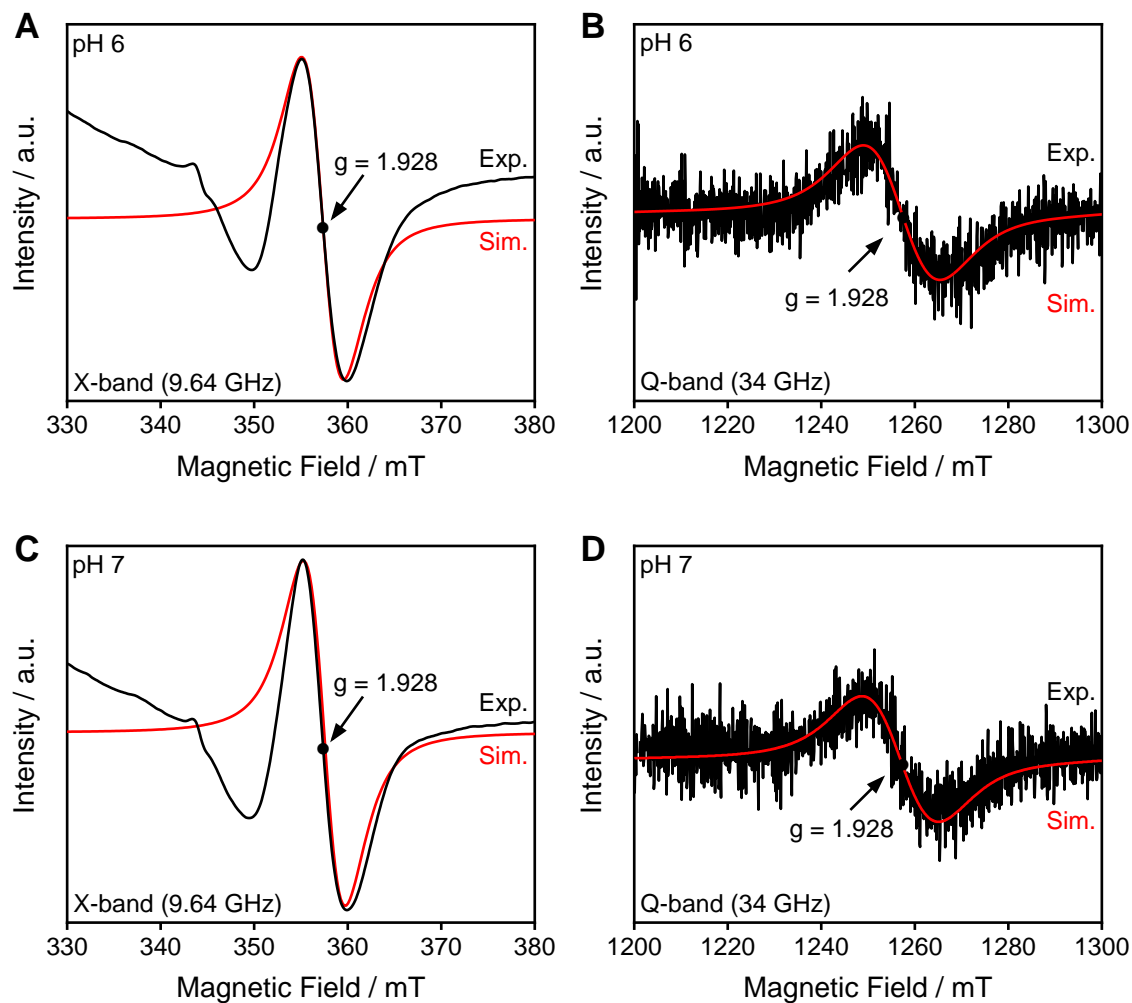 A
pH 6
Intensity / a.u.
g = 1.928
Exp.
Sim.
X-band (9.64 GHz)
330 340 350 360 370 380
Magnetic Field / mT
B
pH 6
Intensity / a.u.
Exp.
g = 1.928
Sim.
Q-band (34 GHz)
1200 1220 1240 1260 1280 1300
Magnetic Field / mT
C
pH 7
Intensity / a.u.
g = 1.928
Exp.
Sim.
X-band (9.64 GHz)
330 340 350 360 370 380
Magnetic Field / mT
D
pH 7
Intensity / a.u.
Exp.
g = 1.928
Sim.
Q-band (34 GHz)
1200 1220 1240 1260 1280 1300
Magnetic Field / mT